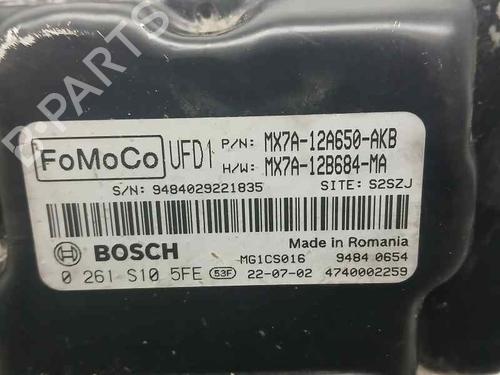 B-PARTS
FoMoCo UFD1 P/N: MX7A-12A650-AKB
H/W: MX7A-12B684-MA
S/N: 9484029221835 SITE: S2SZJ
BOSCH MG1CS016 Made in Romania
9484 0654
0 261 S10 5FE 53F 22-07-02 4740002259